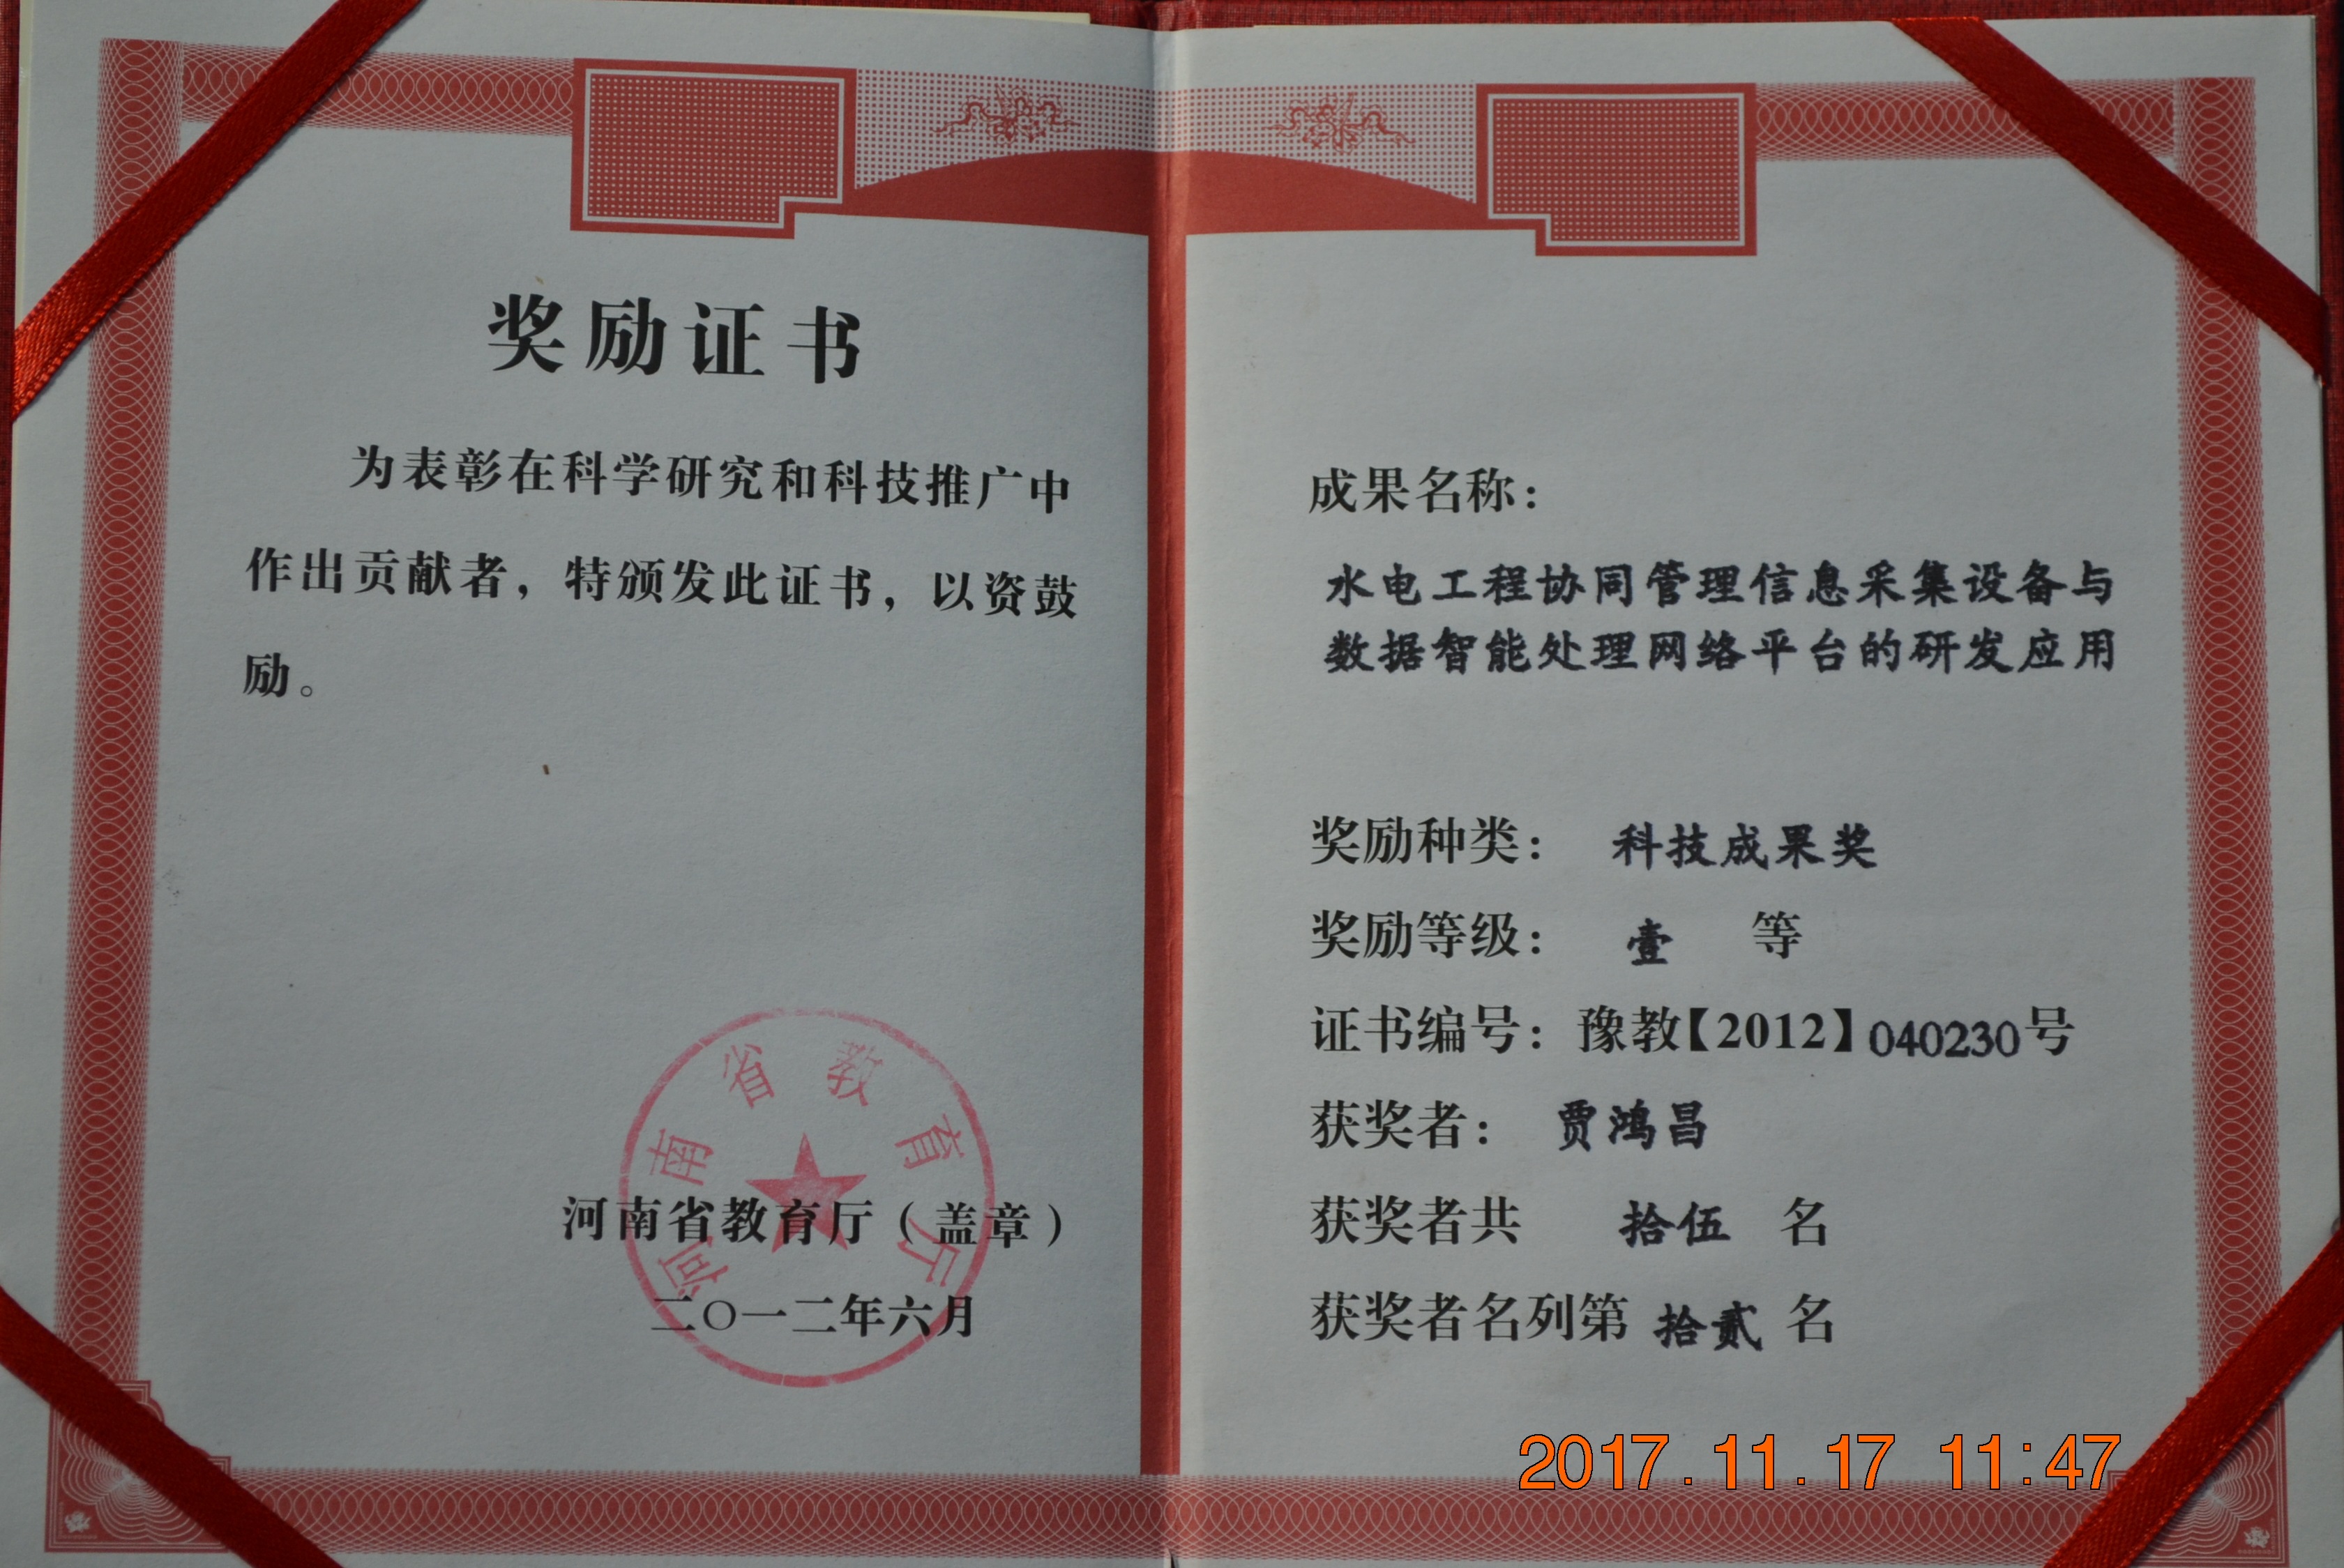 奖励证书
为表彰在科学研究和科技推广中
作出贡献者，特颁发此证书，以资鼓
励。
河南省教育厅
河南省教育厅（盖章）
二〇一二年六月
成果名称：
水电工程协同管理信息采集设备与
数据智能处理网络平台的研发应用
奖励种类： 科技成果奖
奖励等级： 壹 等
证书编号：豫教【2012】040230号
获奖者： 贾鸿昌
获奖者共 拾伍 名
获奖者名列第 拾贰 名
2017.11.17 11:47